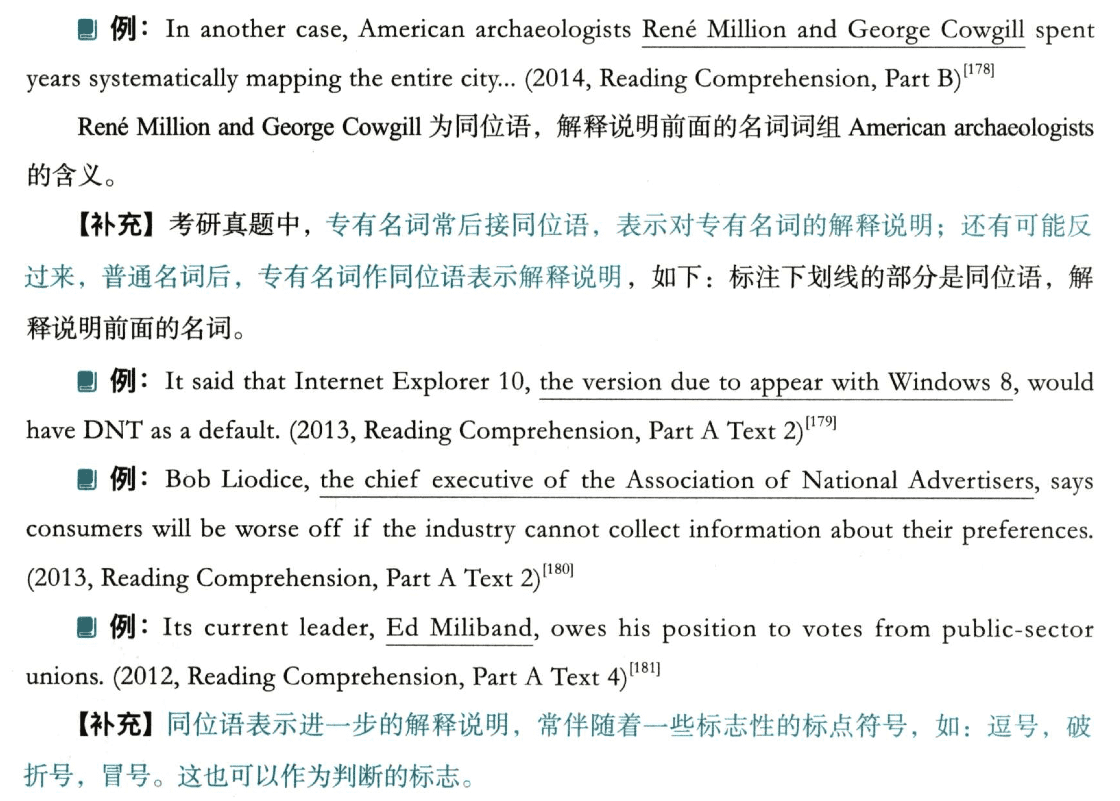 例：In another case, American archaeologists René Million and George Cowgill spent
years systematically mapping the entire city... (2014, Reading Comprehension, Part B)[178]
René Million and George Cowgill 为同位语，解释说明前面的名词词组 American archaeologists
的含义。
【补充】考研真题中，专有名词常后接同位语，表示对专有名词的解释说明；还有可能反
过来，普通名词后，专有名词作同位语表示解释说明，如下：标注下划线的部分是同位语，解
释说明前面的名词。
例：It said that Internet Explorer 10, the version due to appear with Windows 8, would
have DNT as a default. (2013, Reading Comprehension, Part A Text 2)[179]
例：Bob Liodice, the chief executive of the Association of National Advertisers, says
consumers will be worse off if the industry cannot collect information about their preferences.
(2013, Reading Comprehension, Part A Text 2)[180]
例：Its current leader, Ed Miliband, owes his position to votes from public-sector
unions. (2012, Reading Comprehension, Part A Text 4)[181]
【补充】同位语表示进一步的解释说明，常伴随着一些标志性的标点符号，如：逗号，破
折号，冒号。这也可以作为判断的标志。